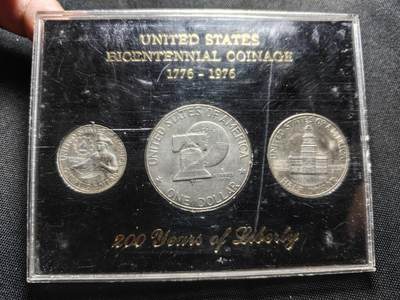 UNITED STATES
BICENTENNIAL COINAGE
1776 - 1976
UNITED STATES OF AMERICA
ONE DOLLAR
200 Years of Liberty